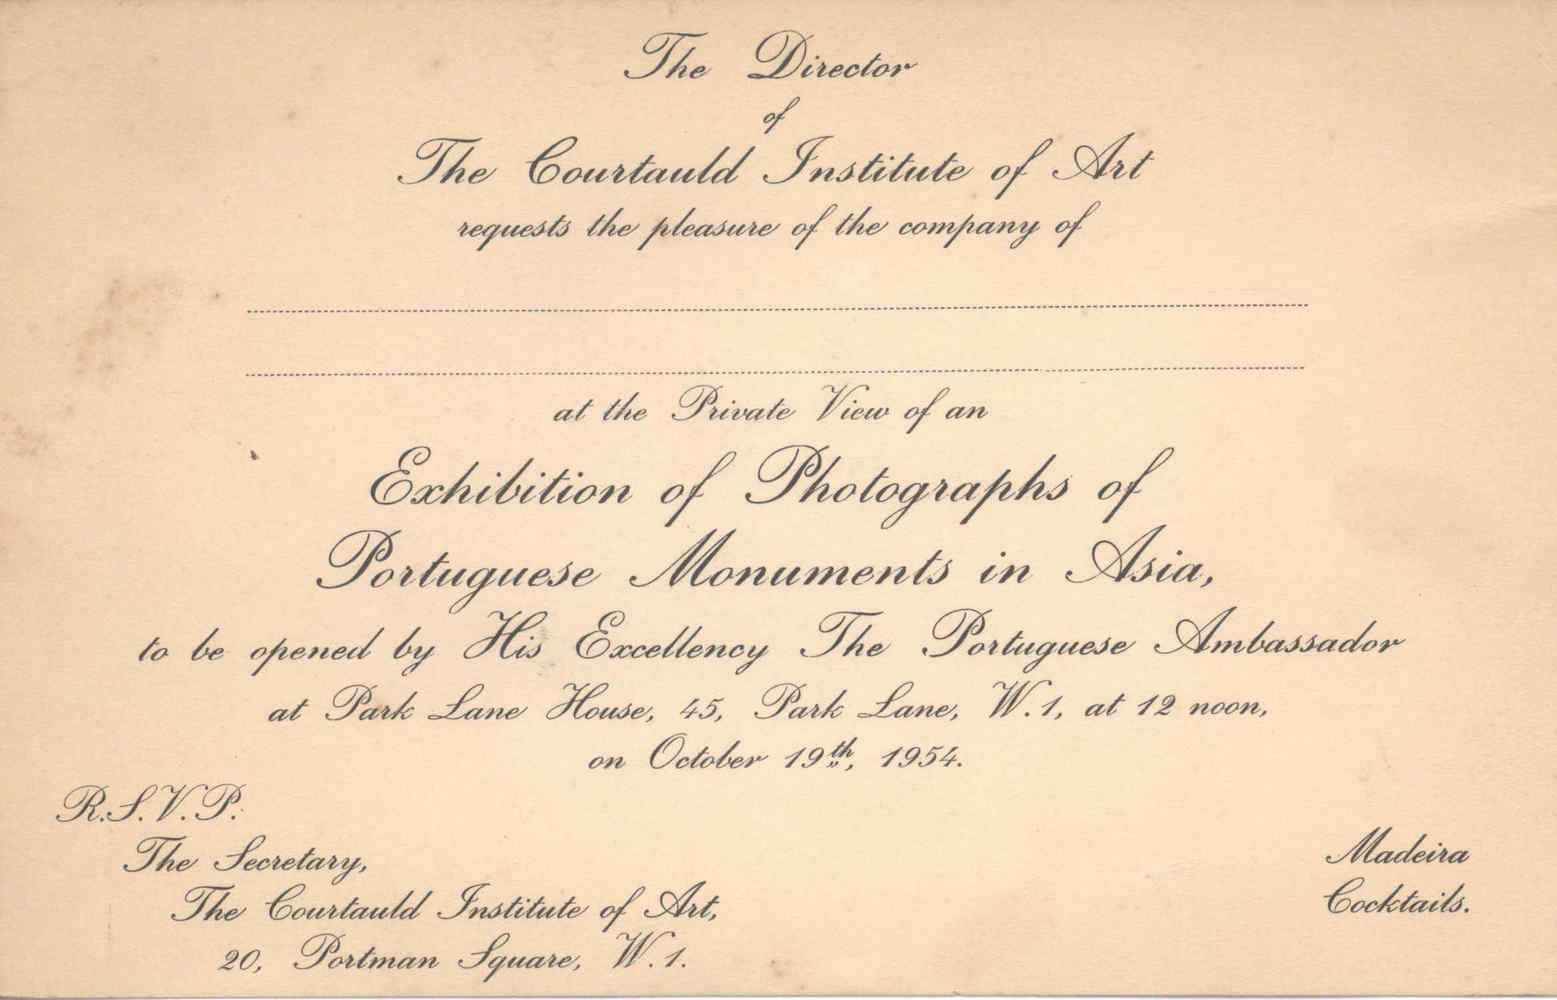 The Director
of
The Courtauld Institute of Art
requests the pleasure of the company of
at the Private View of an
Exhibition of Photographs of
Portuguese Monuments in Asia,
to be opened by His Excellency The Portuguese Ambassador
at Park Lane House, 45, Park Lane, W.1, at 12 noon,
on October 19th, 1954.
R.S.V.P.
The Secretary,
The Courtauld Institute of Art,
20, Portman Square, W.1.
Madeira
Cocktails.